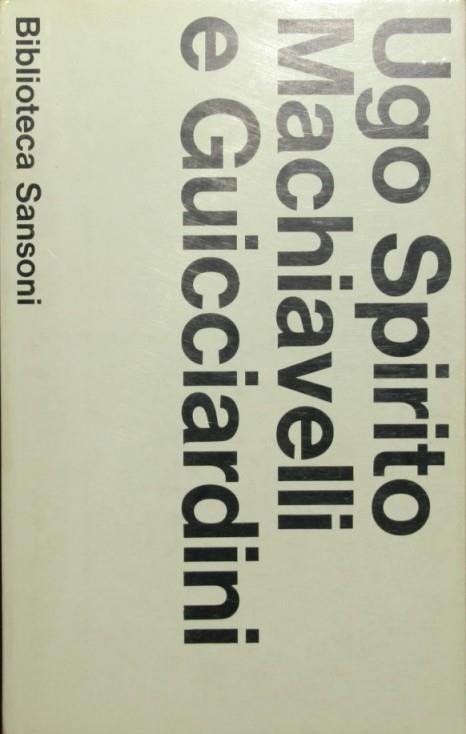 Ugo Spirito
Machiavelli
e Guicciardini
Biblioteca Sansoni